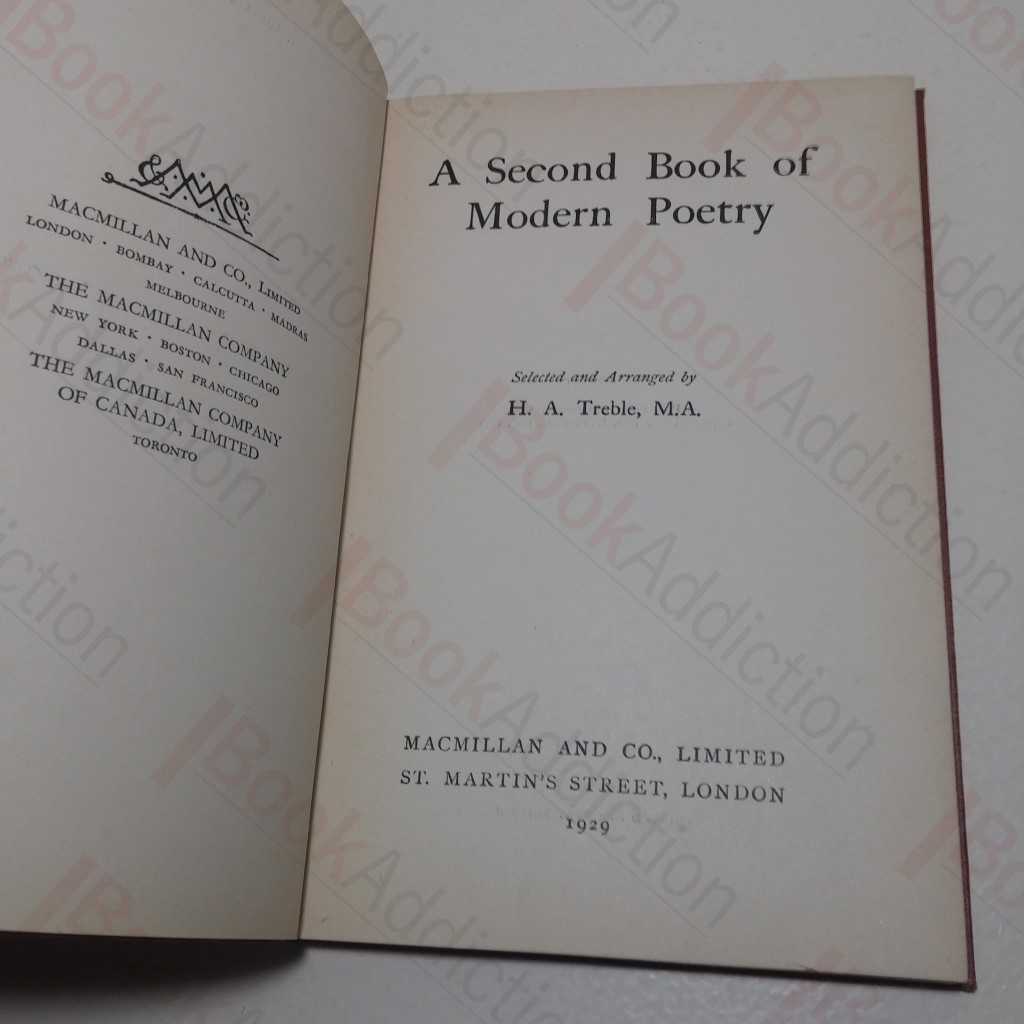 MACMILLAN AND CO., LIMITED
LONDON · BOMBAY · CALCUTTA · MADRAS
MELBOURNE
THE MACMILLAN COMPANY
NEW YORK · BOSTON · CHICAGO
DALLAS · SAN FRANCISCO
THE MACMILLAN COMPANY
OF CANADA, LIMITED
TORONTO
A Second Book of
Modern Poetry
Selected and Arranged by
H. A. Treble, M.A.
MACMILLAN AND CO., LIMITED
ST. MARTIN'S STREET, LONDON
1929
BookAddiction